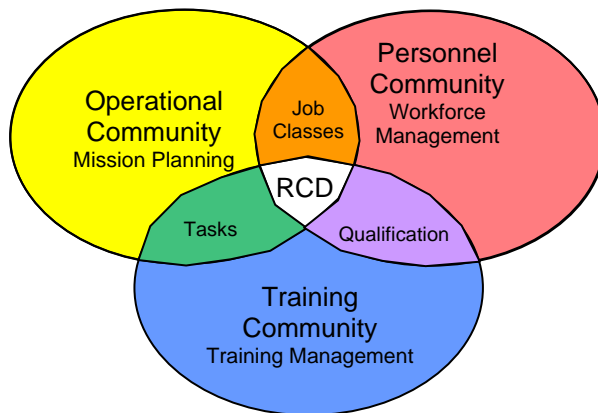 Operational
Community
Mission Planning
Personnel
Community
Workforce
Management
Job
Classes
RCD
Tasks
Qualification
Training
Community
Training Management